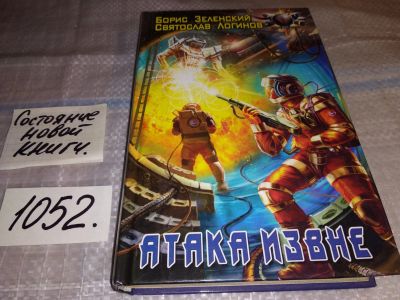 Борис Зеленский
Святослав Логинов
АТАКА ИЗВНЕ
Состояние
новой
книги.
1052.